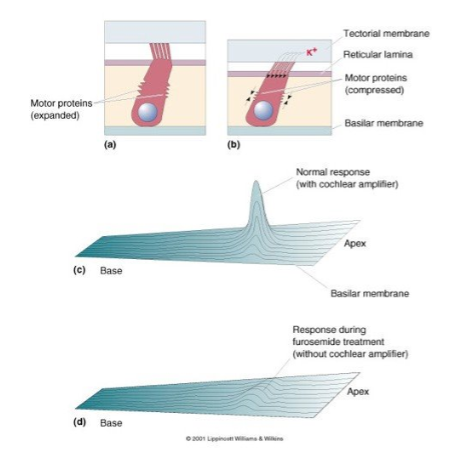 Tectorial membrane
K+
Reticular lamina
Motor proteins
(compressed)
Motor proteins
(expanded)
Basilar membrane
(a)
(b)
Normal response
(with cochlear amplifier)
Apex
(c) Base
Basilar membrane
Response during
furosemide treatment
(without cochlear amplifier)
Apex
(d) Base
© 2001 Lippincott Williams & Wilkins